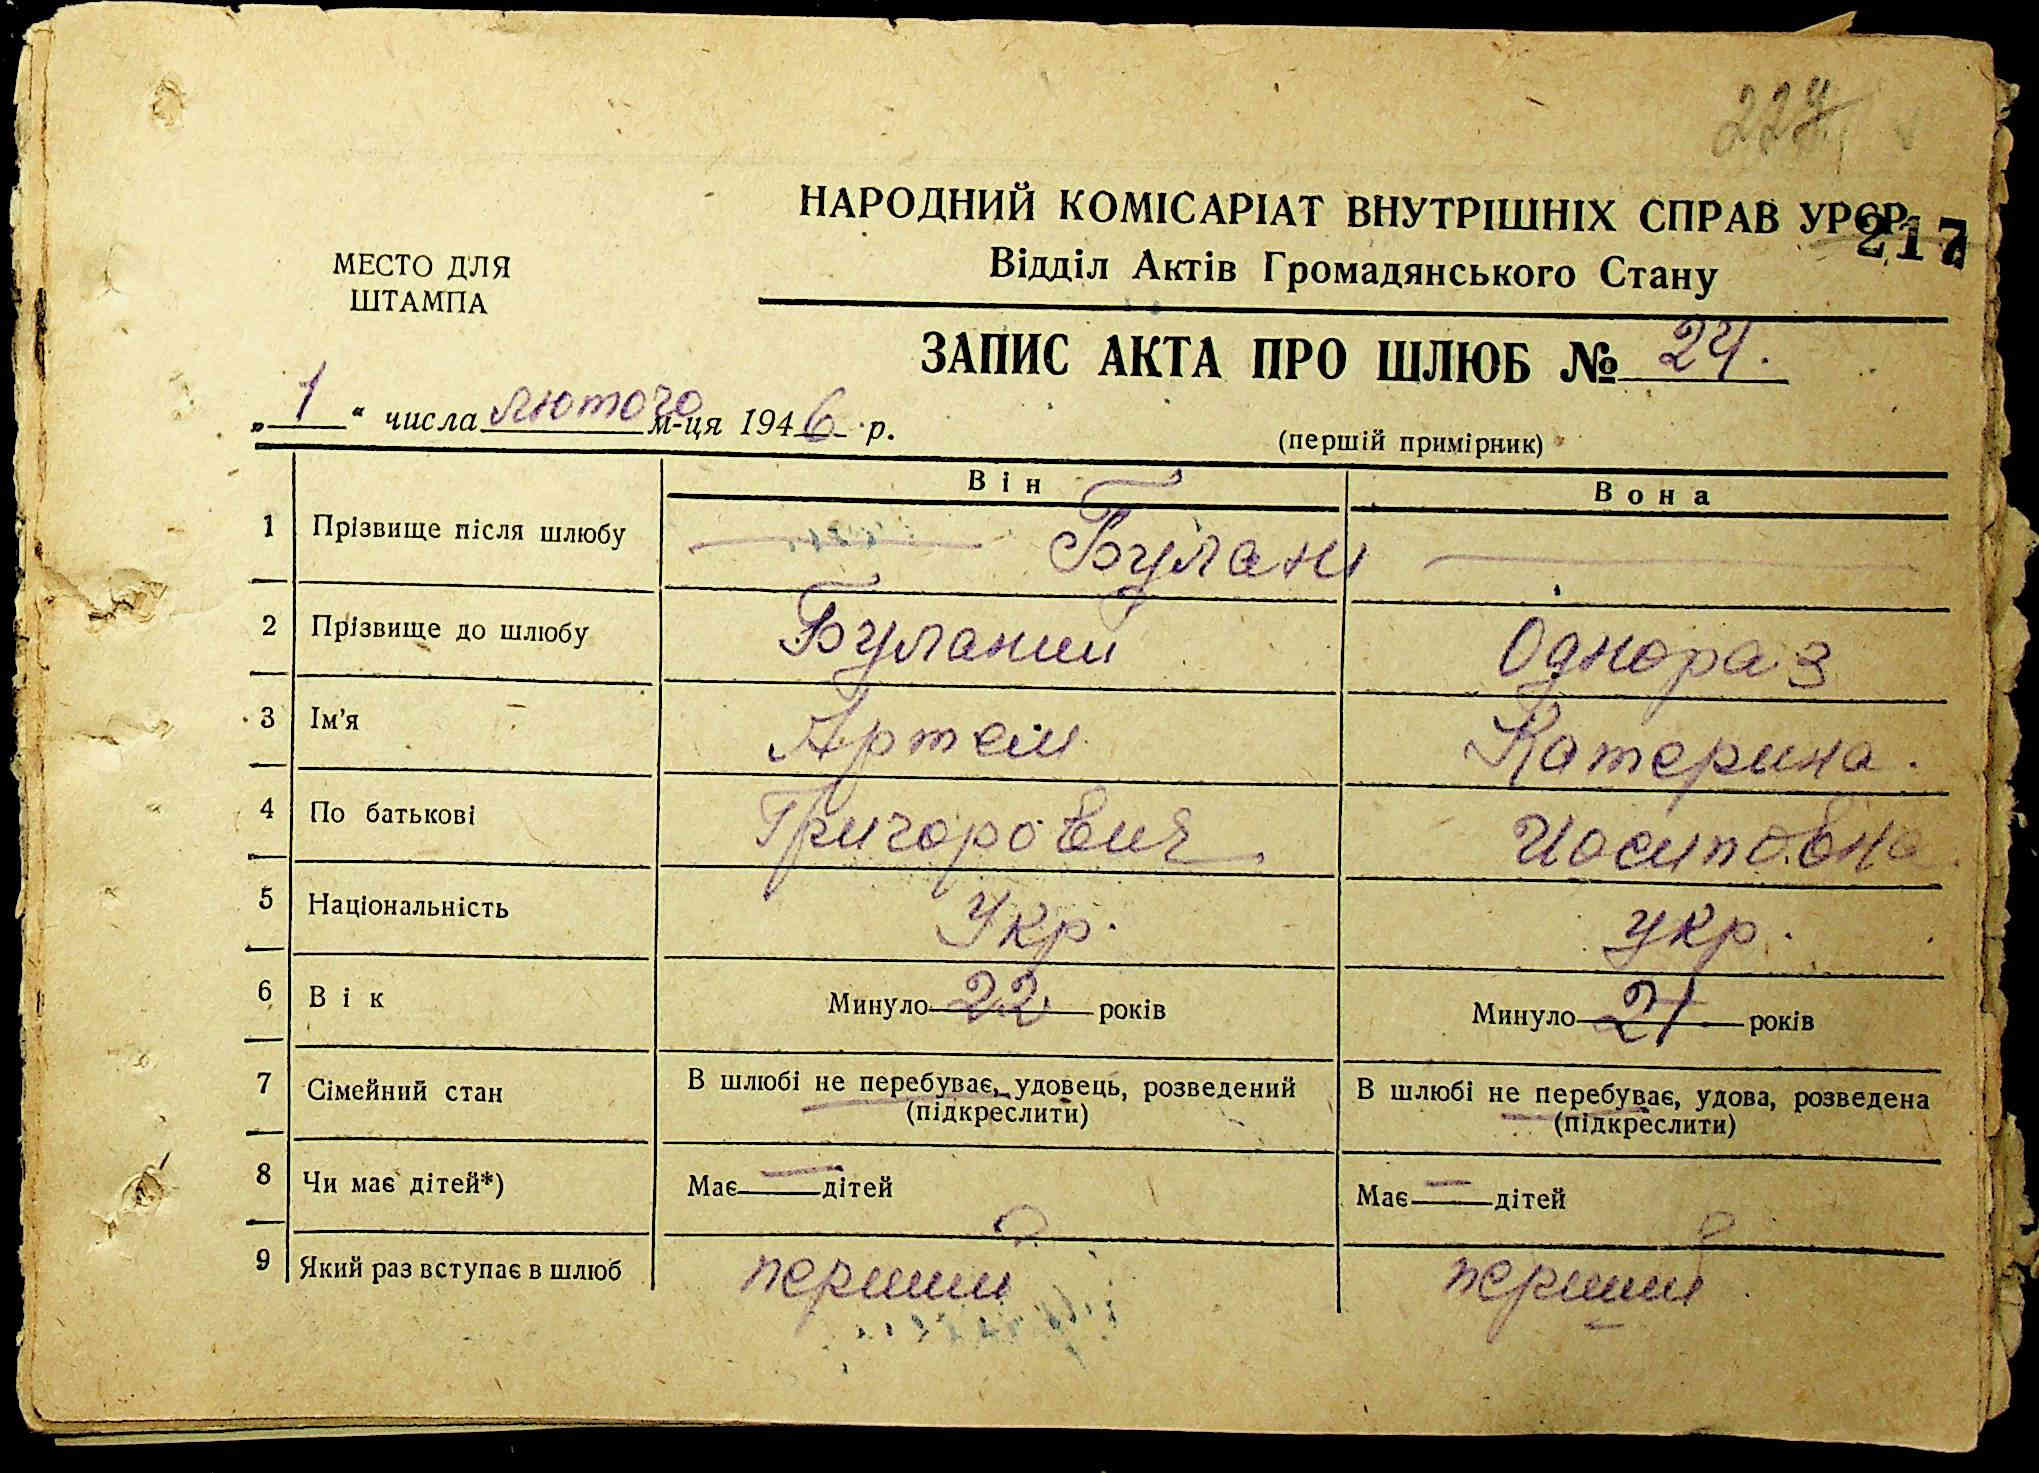 НАРОДНИЙ КОМІСАРІАТ ВНУТРІШНІХ СПРАВ УРСР
217
Відділ Актів Громадянського Стану
МЕСТО ДЛЯ
ШТАМПА
ЗАПИС АКТА ПРО ШЛЮБ № 24.
„ 1 “ числа лютого м-ця 1946 р.
(першій примірник)
Він Вона
1 Прізвище після шлюбу Булані
2 Прізвище до шлюбу Буланий Однораз
3 Ім'я Артем Катерина.
4 По батькові Григорович Иосиповна
5 Національність Укр. укр.
6 Вік Минуло 22 років Минуло 21 років
7 Сімейний стан В шлюбі не перебуває, удовець, розведений (підкреслити) В шлюбі не перебуває, удова, розведена (підкреслити)
8 Чи має дітей*) Має — дітей Має — дітей
9 Який раз вступає в шлюб перший перший